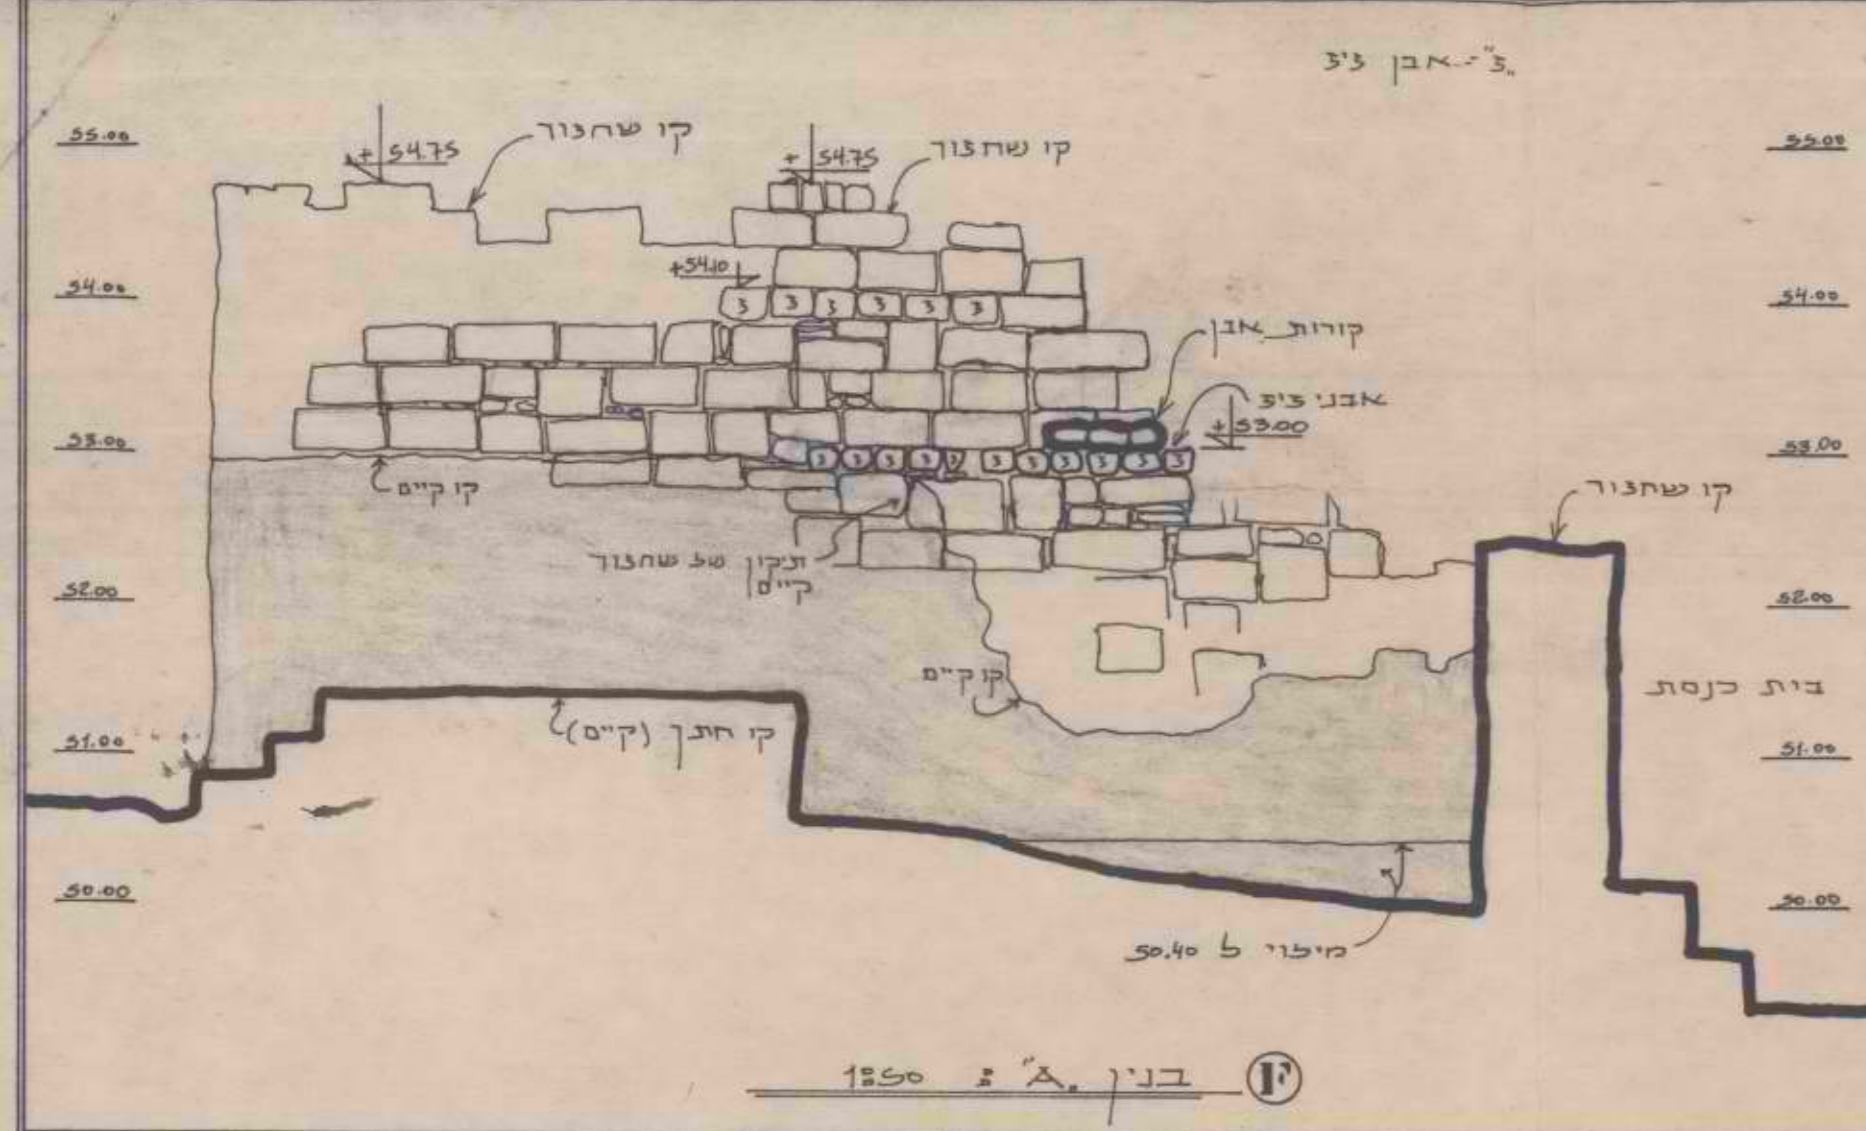 "ז" - אבן זיז
55.00
55.00
+54.75
קו שחזור
+54.75
קו שחזור
+54.10
54.00
54.00
ז ז ז ז ז ז
קורות אבן
אבני זיז
+53.00
53.00
53.00
ז ז ז ז ז ז ז ז ז ז ז
קו קיים
קו שחזור
תיקון של שחזור
קיים
52.00
52.00
קו קיים
בית כנסת
קו חתך (קיים)
51.00
51.00
50.00
50.00
מילוי ל 50.40
בנין "A" : 1:50
F